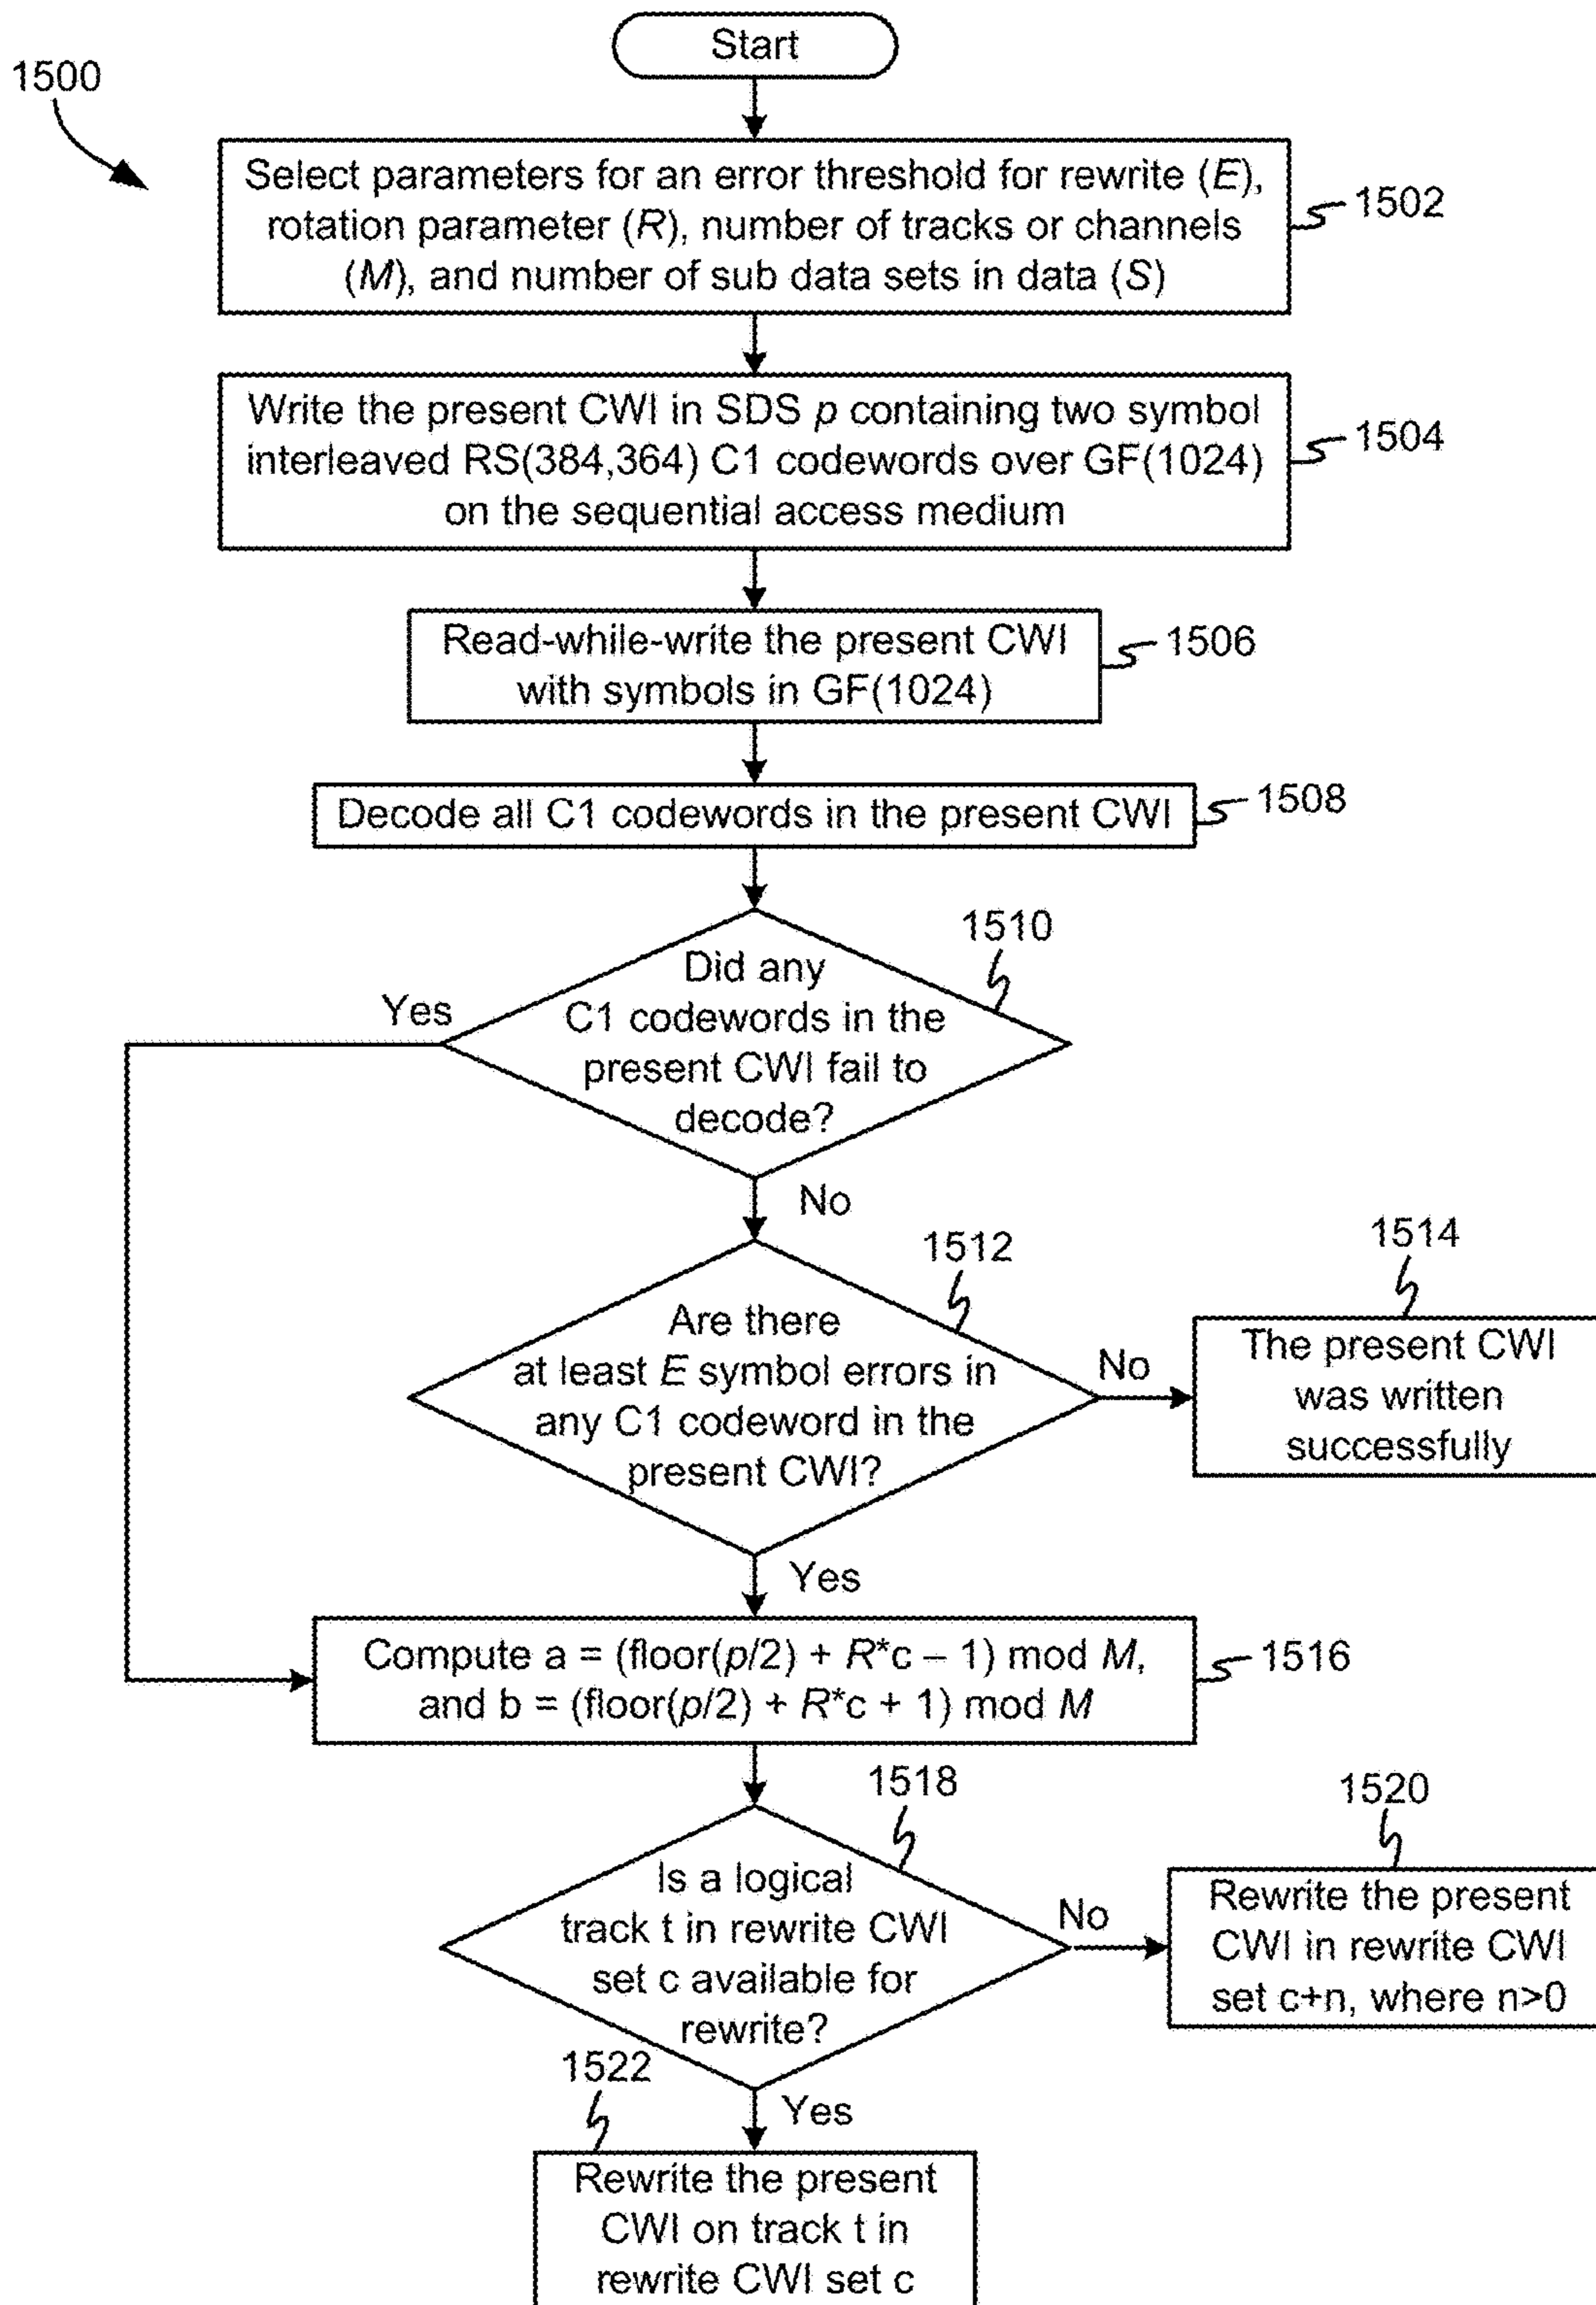 Start
1500
Select parameters for an error threshold for rewrite (E),
rotation parameter (R), number of tracks or channels
(M), and number of sub data sets in data (S)
1502
Write the present CWI in SDS p containing two symbol
interleaved RS(384,364) C1 codewords over GF(1024)
on the sequential access medium
1504
Read-while-write the present CWI
with symbols in GF(1024)
1506
Decode all C1 codewords in the present CWI
1508
1510
Did any
C1 codewords in the
present CWI fail to
decode?
Yes
No
1512
Are there
at least E symbol errors in
any C1 codeword in the
present CWI?
No
1514
The present CWI
was written
successfully
Yes
Compute a = (floor(p/2) + R*c – 1) mod M,
and b = (floor(p/2) + R*c + 1) mod M
1516
1518
Is a logical
track t in rewrite CWI
set c available for
rewrite?
No
1520
Rewrite the present
CWI in rewrite CWI
set c+n, where n>0
1522
Yes
Rewrite the present
CWI on track t in
rewrite CWI set c